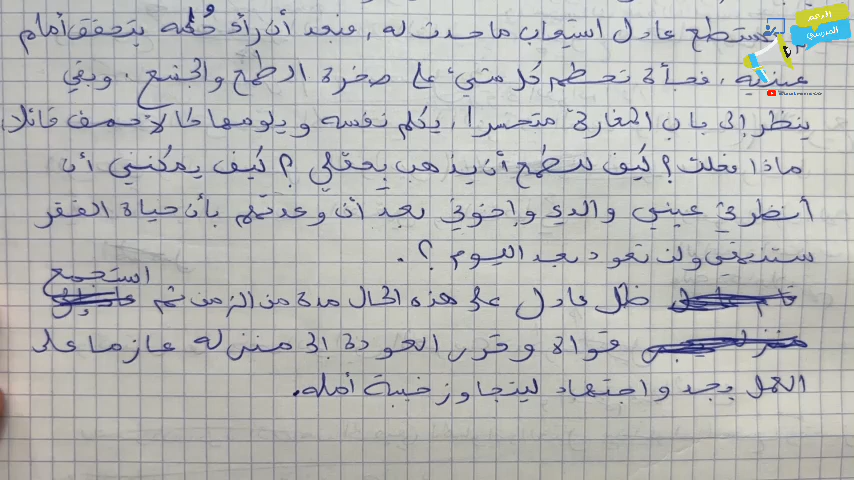 يستطع عادل استيعاب ما حدث له، فبعد أن رأى حُلمه يتحقق أمام
عينيه، فجأة تحطم كل شيء على صخرة الطمع والجشع. وبقي
ينظر إلى باب المغارة متحسرا، يكلم نفسه ويلومها طالأسف قائلا،
ماذا فعلت؟ كيف للطمع أن يذهب بعقلي؟ كيف يمكنني أن
أنظر في عيني والدي وإخوتي بعد أن وعدتهم بأن حياة الفقر
ستنتهي ولن تعود بعد اليوم؟.
ظل عادل على هذه الحال مدة من الزمن ثم استجمع
قواه وقرر العودة إلى منزله عازما على
العمل بجد واجتهاد ليتجاوز خيبة أمله.
الدعم
المدرسي